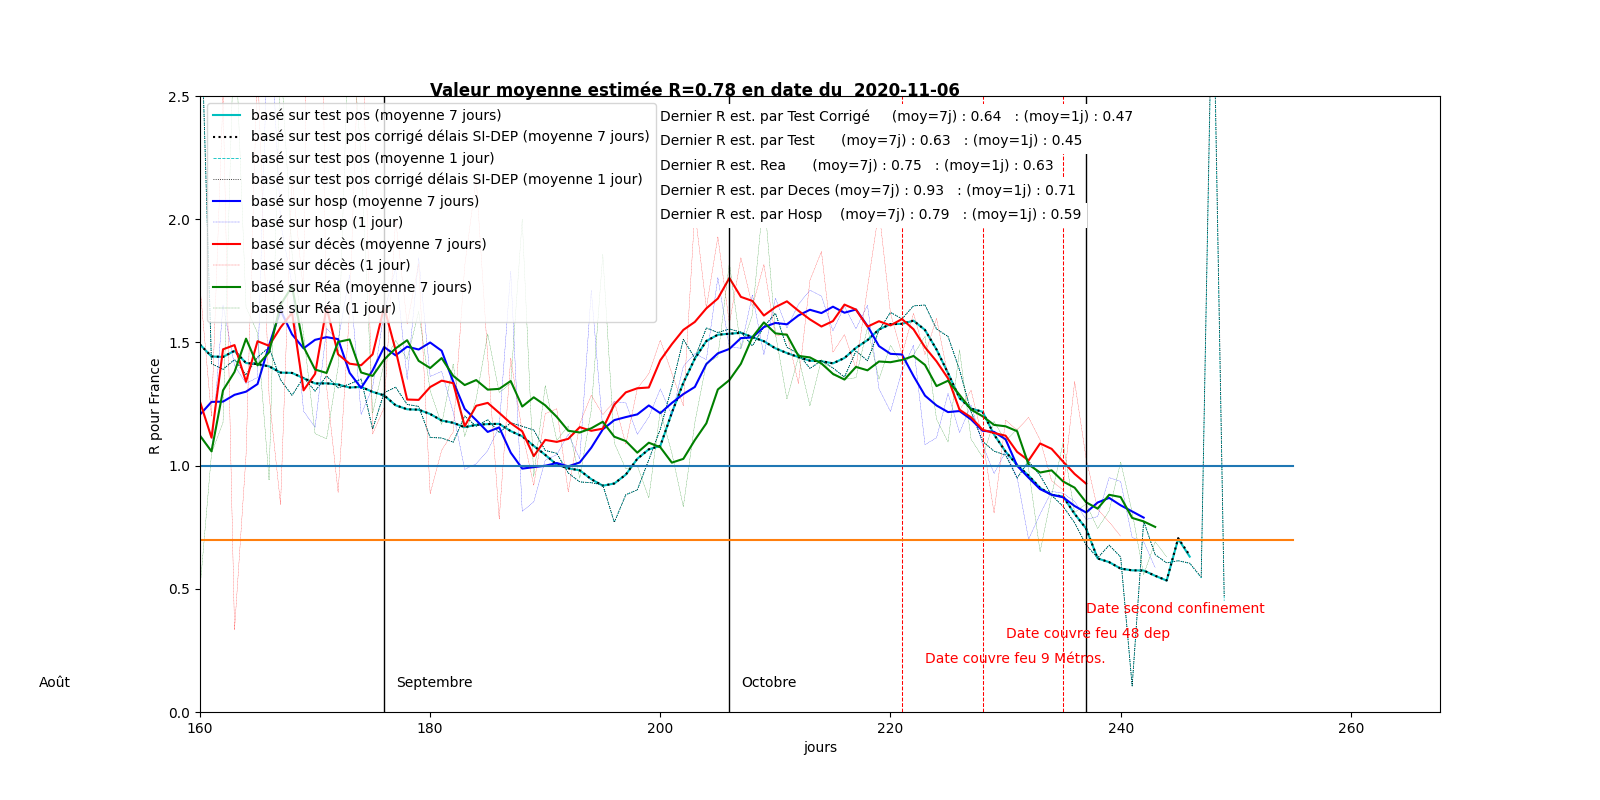 Valeur moyenne estimée R=0.78 en date du  2020-11-06
R pour France
2.5
2.0
1.5
1.0
0.5
0.0
basé sur test pos (moyenne 7 jours)
basé sur test pos corrigé délais SI-DEP (moyenne 7 jours)
basé sur test pos (moyenne 1 jour)
basé sur test pos corrigé délais SI-DEP (moyenne 1 jour)
basé sur hosp (moyenne 7 jours)
basé sur hosp (1 jour)
basé sur décès (moyenne 7 jours)
basé sur décès (1 jour)
basé sur Réa (moyenne 7 jours)
basé sur Réa (1 jour)
Dernier R est. par Test Corrigé     (moy=7j) : 0.64   : (moy=1j) : 0.47
Dernier R est. par Test      (moy=7j) : 0.63   : (moy=1j) : 0.45
Dernier R est. Rea      (moy=7j) : 0.75   : (moy=1j) : 0.63
Dernier R est. par Deces (moy=7j) : 0.93   : (moy=1j) : 0.71
Dernier R est. par Hosp    (moy=7j) : 0.79   : (moy=1j) : 0.59
Date second confinement
Date couvre feu 48 dep
Date couvre feu 9 Métros.
Août
Septembre
Octobre
160
180
200
220
240
260
jours